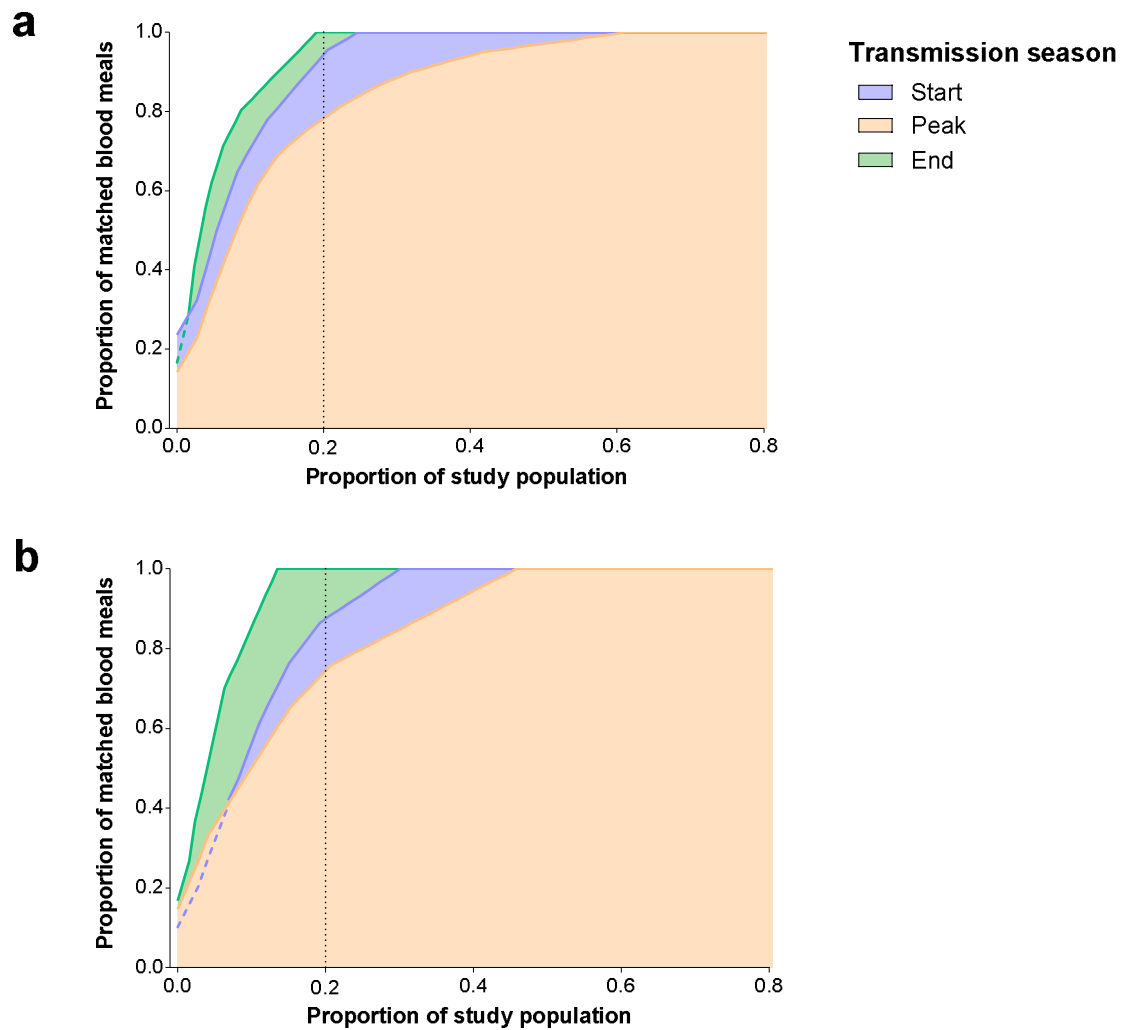 a
Transmission season
Start
Peak
End
Proportion of matched blood meals
1.0
0.8
0.6
0.4
0.2
0.0
0.0 0.2 0.4 0.6 0.8
Proportion of study population
b
Proportion of matched blood meals
1.0
0.8
0.6
0.4
0.2
0.0
0.0 0.2 0.4 0.6 0.8
Proportion of study population